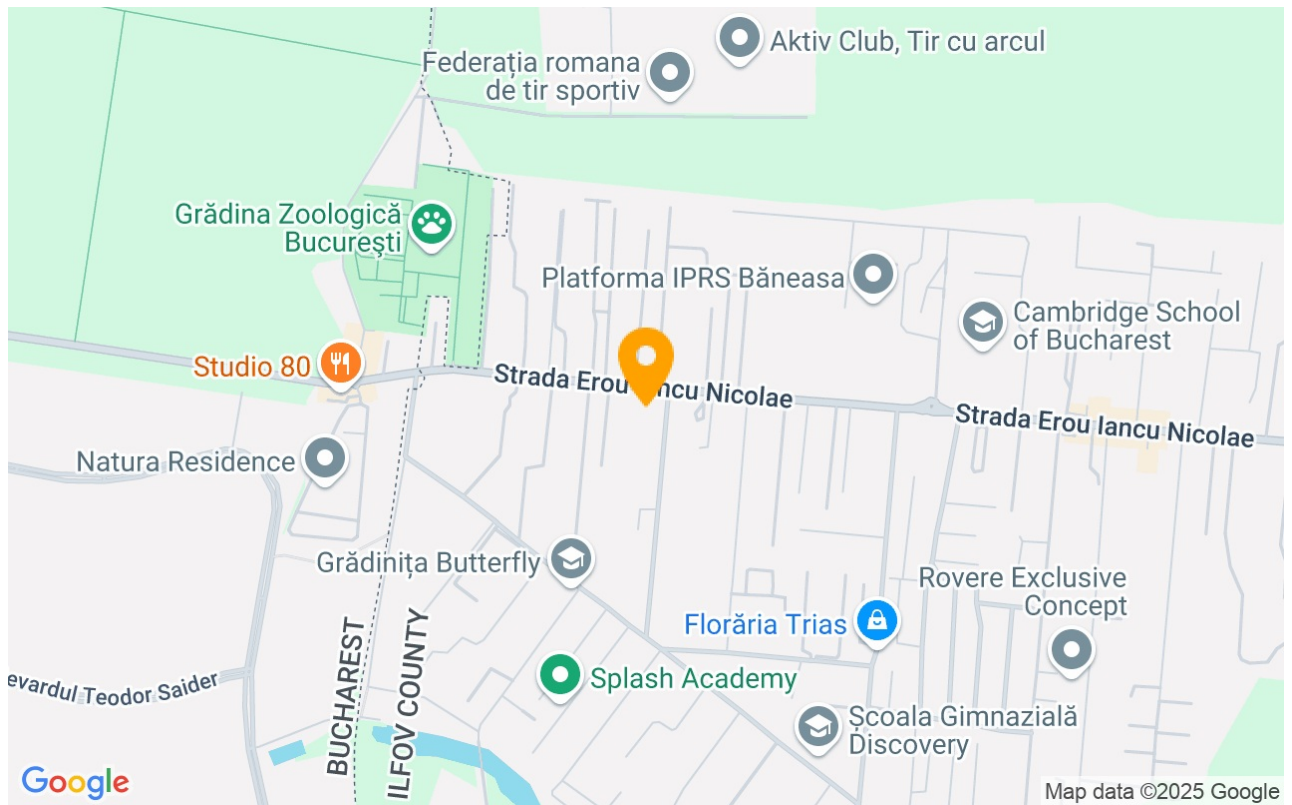 Aktiv Club, Tir cu arcul
Federația romana
de tir sportiv
Grădina Zoologică
Bucureşti
Platforma IPRS Băneasa
Cambridge School
of Bucharest
Studio 80
Strada Erou
ncu Nicolae
Strada Erou Iancu Nicolae
Natura Residence
Grădinița Butterfly
Rovere Exclusive
Concept
Florăria Trias
BUCHAREST
ILFOV COUNTY
evardul Teodor Saider
Splash Academy
Școala Gimnazială
Discovery
Google
Map data ©2025 Google